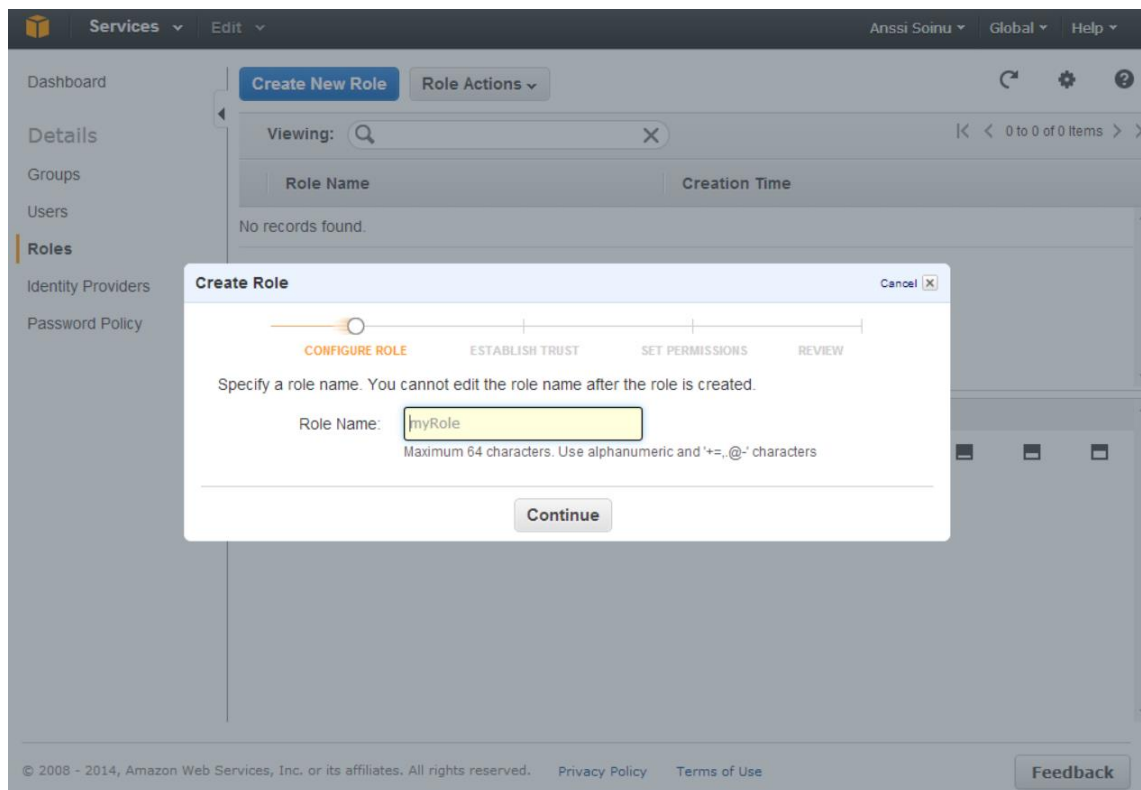 Services Edit Anssi Soinu Global Help
Dashboard
Create New Role Role Actions
Details
Viewing: 0 to 0 of 0 Items
Groups
Role Name Creation Time
Users
No records found.
Roles
Identity Providers
Password Policy
Create Role Cancel
CONFIGURE ROLE ESTABLISH TRUST SET PERMISSIONS REVIEW
Specify a role name. You cannot edit the role name after the role is created.
Role Name: myRole
Maximum 64 characters. Use alphanumeric and '+=,.@-' characters
Continue
© 2008 - 2014, Amazon Web Services, Inc. or its affiliates. All rights reserved. Privacy Policy Terms of Use Feedback